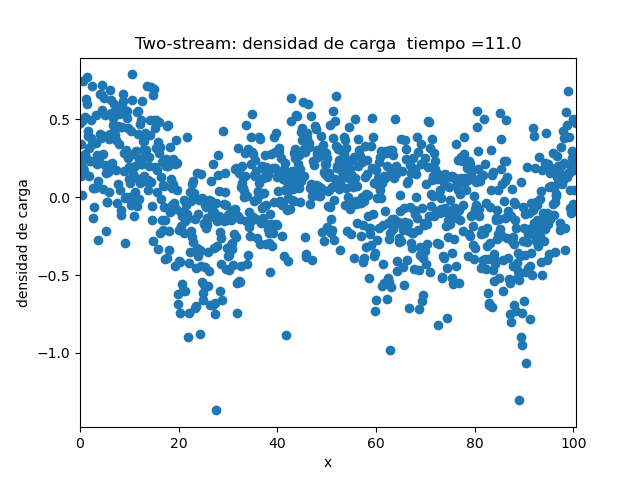 Two-stream: densidad de carga  tiempo =11.0
densidad de carga
0.5
0.0
−0.5
−1.0
0 20 40 60 80 100
x